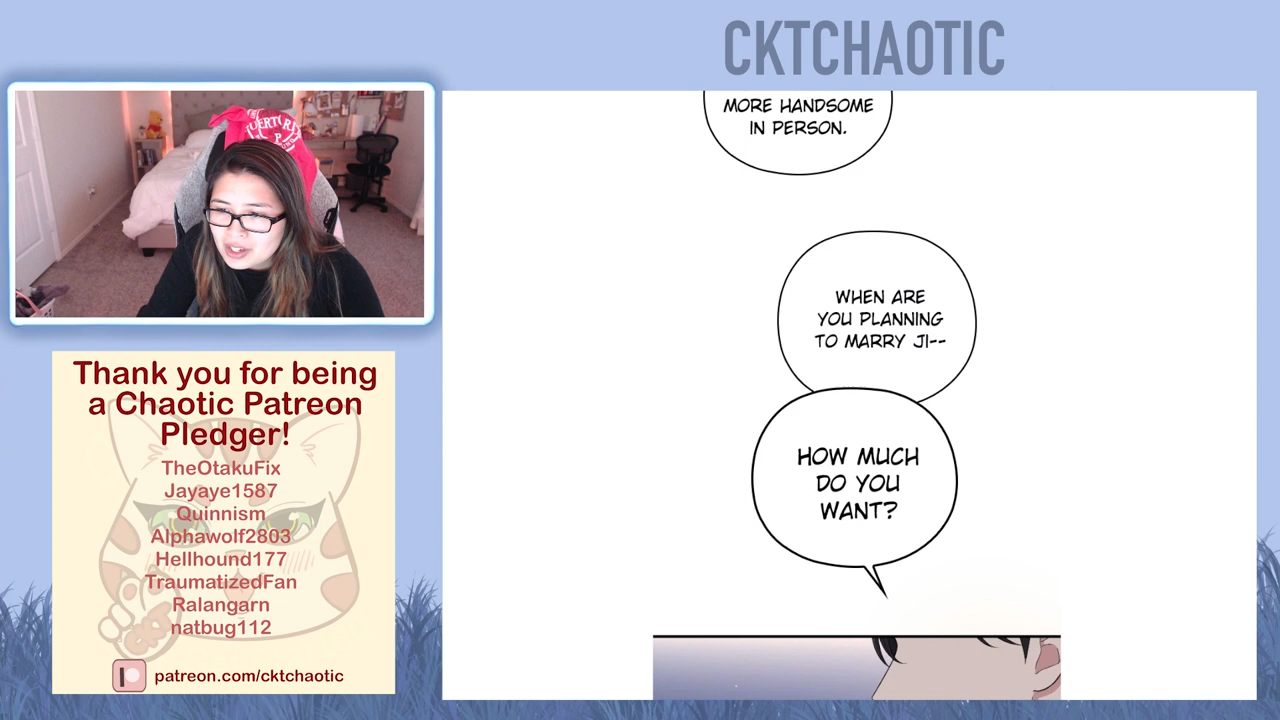 CKTCHAOTIC
MORE HANDSOME
IN PERSON.
WHEN ARE
YOU PLANNING
TO MARRY JI--
HOW MUCH
DO YOU
WANT?
Thank you for being
a Chaotic Patreon
Pledger!
TheOtakuFix
Jayaye1587
Quinnism
Alphawolf2803
Hellhound177
TraumatizedFan
Ralangarn
natbug112
patreon.com/cktchaotic